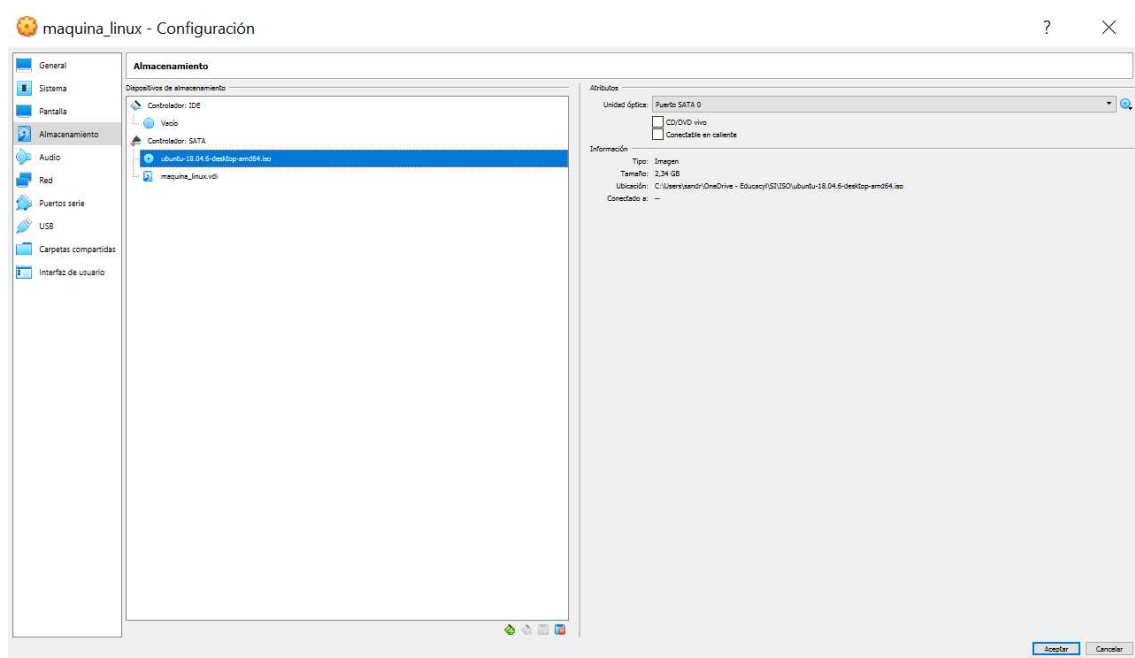 maquina_linux - Configuración
?
General
Sistema
Pantalla
Almacenamiento
Audio
Red
Puertos serie
USB
Carpetas compartidas
Interfaz de usuario
Almacenamiento
Dispositivos de almacenamiento
Controlador: IDE
Vacío
Controlador: SATA
ubuntu-18.04.6-desktop-amd64.iso
maquina_linux.vdi
Atributos
Unidad óptica: Puerto SATA 0
CD/DVD vivo
Conectable en caliente
Información
Tipo: Imagen
Tamaño: 2,34 GB
Ubicación: C:\Users\sandr\OneDrive - Educacyl\SI\ISO\ubuntu-18.04.6-desktop-amd64.iso
Conectado a: --
Aceptar Cancelar